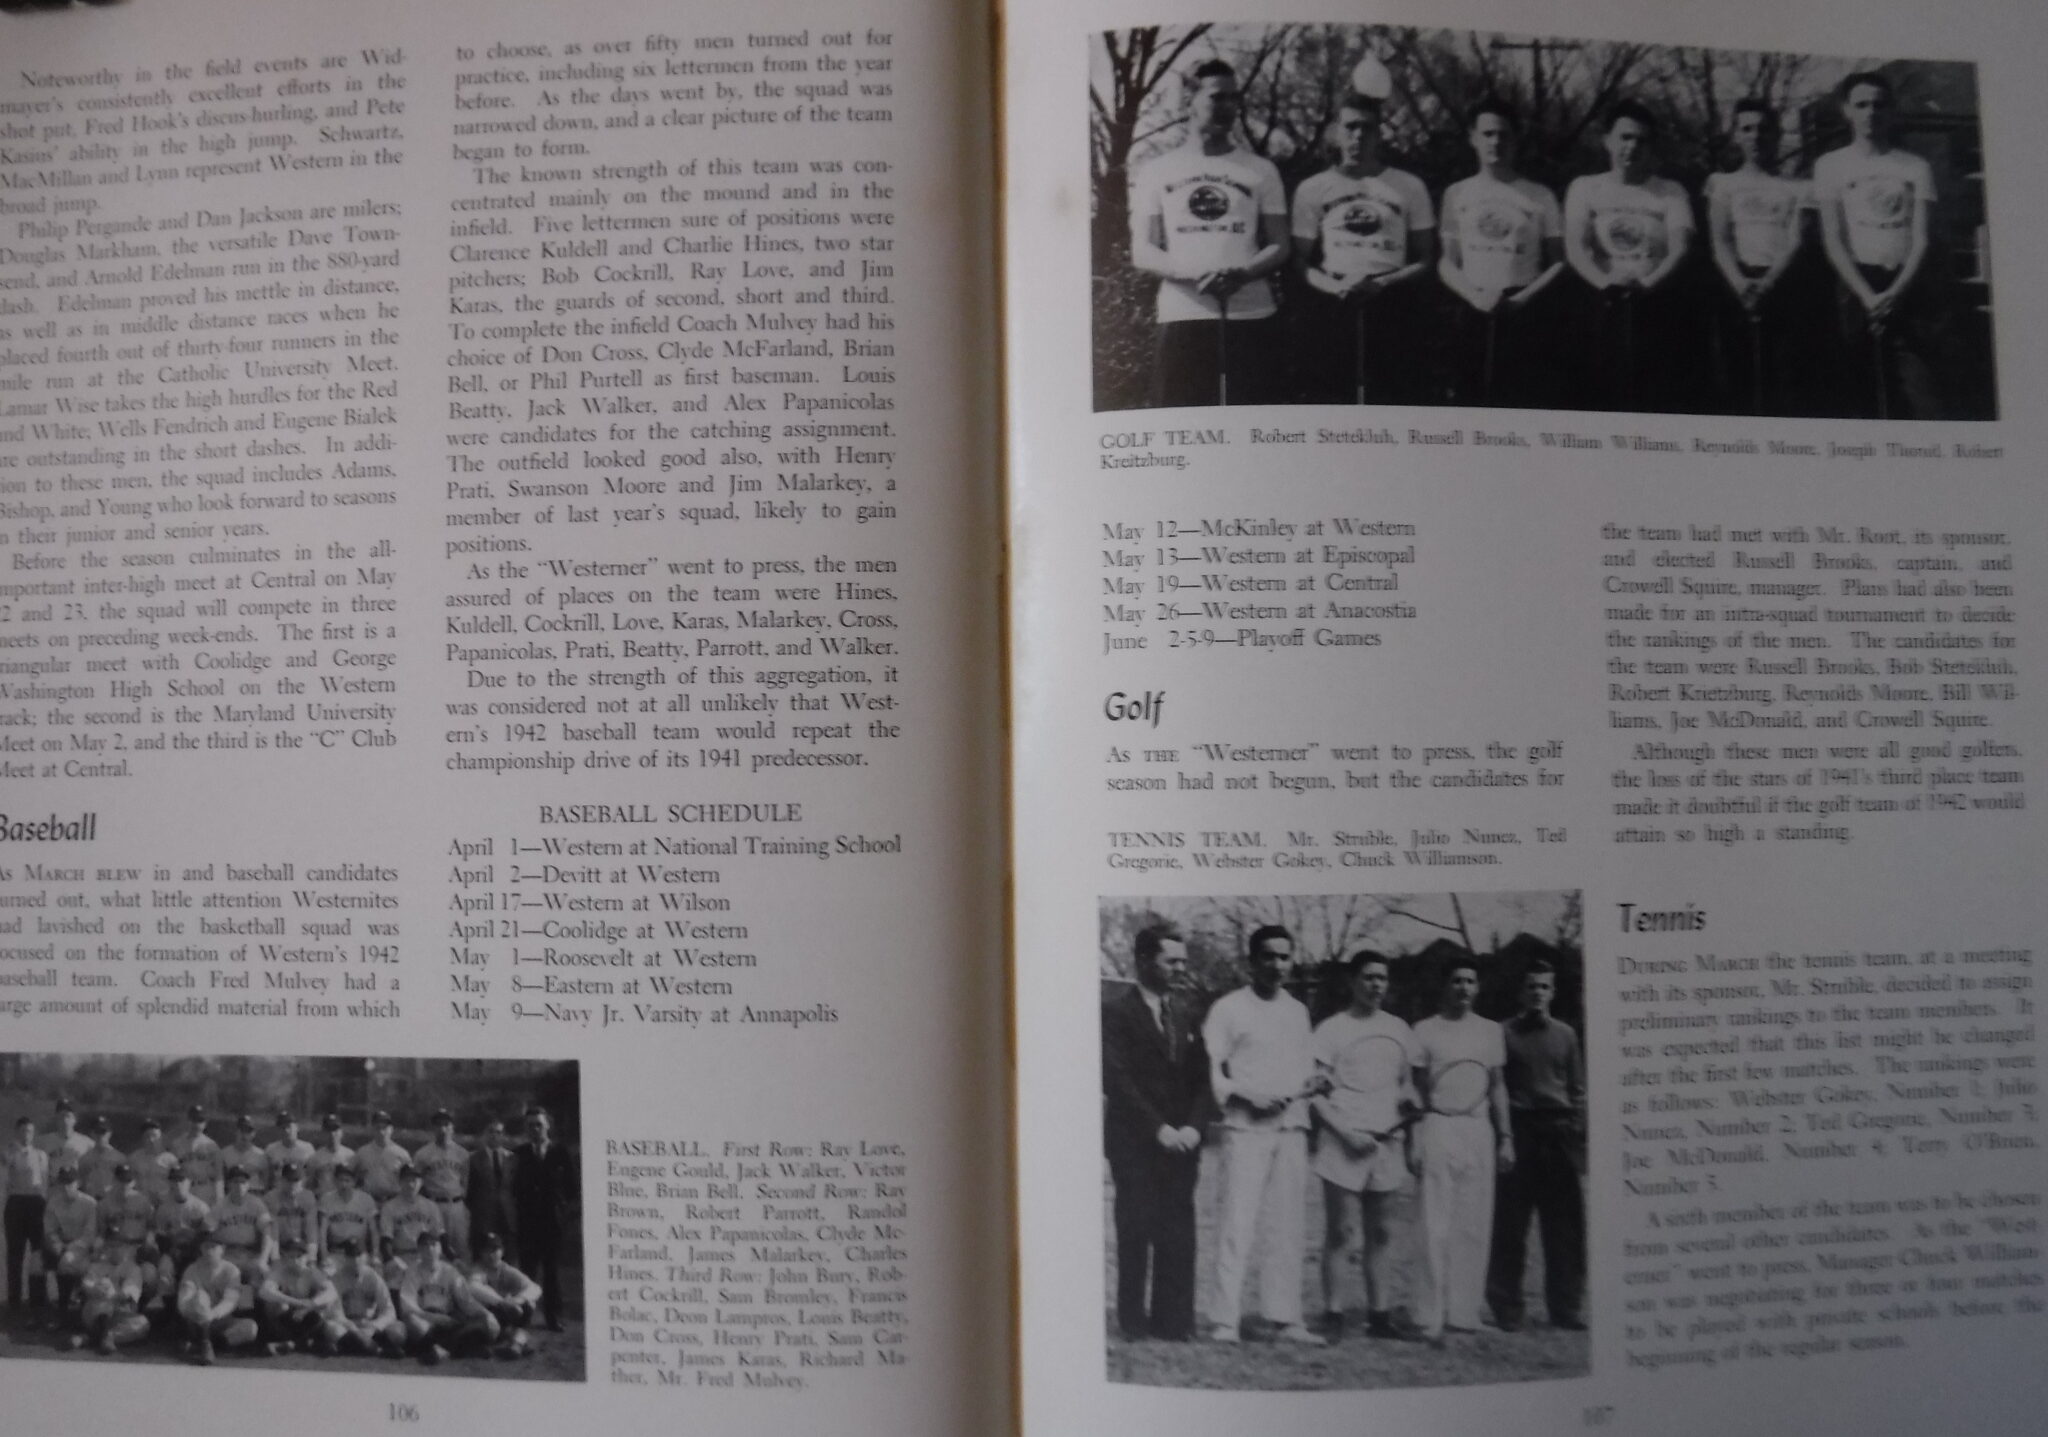 Noteworthy in the field events are Wid-
mayer's consistently excellent efforts in the
shot put, Fred Hook's discus-hurling, and Pete
Kasius' ability in the high jump. Schwartz,
MacMillan and Lynn represent Western in the
broad jump.
Philip Pergande and Dan Jackson are milers;
Douglas Markham, the versatile Dave Town-
send, and Arnold Edelman run in the 880-yard
dash. Edelman proved his mettle in distance,
as well as in middle distance races when he
placed fourth out of thirty-four runners in the
mile run at the Catholic University Meet.
Lamar Wise takes the high hurdles for the Red
and White; Wells Fendrich and Eugene Bialek
are outstanding in the short dashes. In addi-
tion to these men, the squad includes Adams,
Bishop, and Young who look forward to seasons
in their junior and senior years.
Before the season culminates in the all-
important inter-high meet at Central on May
22 and 23, the squad will compete in three
meets on preceding week-ends. The first is a
triangular meet with Coolidge and George
Washington High School on the Western
track; the second is the Maryland University
Meet on May 2, and the third is the "C" Club
Meet at Central.
Baseball
As March blew in and baseball candidates
turned out, what little attention Westernites
had lavished on the basketball squad was
focused on the formation of Western's 1942
baseball team. Coach Fred Mulvey had a
large amount of splendid material from which
to choose, as over fifty men turned out for
practice, including six lettermen from the year
before. As the days went by, the squad was
narrowed down, and a clear picture of the team
began to form.
The known strength of this team was con-
centrated mainly on the mound and in the
infield. Five lettermen sure of positions were
Clarence Kuldell and Charlie Hines, two star
pitchers; Bob Cockrill, Ray Love, and Jim
Karas, the guards of second, short and third.
To complete the infield Coach Mulvey had his
choice of Don Cross, Clyde McFarland, Brian
Bell, or Phil Purtell as first baseman. Louis
Beatty, Jack Walker, and Alex Papanicolas
were candidates for the catching assignment.
The outfield looked good also, with Henry
Prati, Swanson Moore and Jim Malarkey, a
member of last year's squad, likely to gain
positions.
As the "Westerner" went to press, the men
assured of places on the team were Hines,
Kuldell, Cockrill, Love, Karas, Malarkey, Cross,
Papanicolas, Prati, Beatty, Parrott, and Walker.
Due to the strength of this aggregation, it
was considered not at all unlikely that West-
ern's 1942 baseball team would repeat the
championship drive of its 1941 predecessor.
BASEBALL SCHEDULE
April 1—Western at National Training School
April 2—Devitt at Western
April 17—Western at Wilson
April 21—Coolidge at Western
May 1—Roosevelt at Western
May 8—Eastern at Western
May 9—Navy Jr. Varsity at Annapolis
BASEBALL. First Row: Ray Love,
Eugene Gould, Jack Walker, Victor
Blue, Brian Bell. Second Row: Ray
Brown, Robert Parrott, Randol
Fones, Alex Papanicolas, Clyde Mc-
Farland, James Malarkey, Charles
Hines. Third Row: John Bury, Rob-
ert Cockrill, Sam Bromley, Francis
Bolac, Deon Lampros, Louis Beatty,
Don Cross, Henry Prati, Sam Car-
penter, James Karas, Richard Ma-
ther, Mr. Fred Mulvey.
106
GOLF TEAM. Robert Stetekluh, Russell Brooks, William Williams, Reynolds Moore, Joseph Robert
Kreitzburg.
May 12—McKinley at Western
May 13—Western at Episcopal
May 19—Western at Central
May 26—Western at Anacostia
June 2-5-9—Playoff Games
Golf
As the "Westerner" went to press, the golf
season had not begun, but the candidates for
the team had met with Mr. Root, its sponsor,
and elected Russell Brooks, captain, and
Crowell Squire, manager. Plans had also been
made for an intra-squad tournament to decide
the rankings of the men. The candidates for
the team were Russell Brooks, Bob Stetekluh,
Robert Krietzburg, Reynolds Moore, Bill Wil-
liams, Joe McDonald, and Crowell Squire.
Although these men were all good golfers,
the loss of the stars of 1941's third place team
made it doubtful if the golf team of 1942 would
attain so high a standing.
TENNIS TEAM. Mr. Struble, Julio Nunez, Ted
Gregorie, Webster Gokey, Chuck Williamson.
Tennis
During March the tennis team, at a meeting
with its sponsor, Mr. Struble, decided to assign
preliminary rankings to the team members. It
was expected that this list might be changed
after the first few matches. The rankings were
as follows: Webster Gokey, Number 1; Julio
Nunez, Number 2; Ted Gregorie, Number 3;
Joe McDonald, Number 4; Terry O'Brien,
Number 5.
A sixth member of the team was to be chosen
from several other candidates. As the "West-
erner" went to press, Manager Chuck William-
son was negotiating for three or four matches
to be played with private schools before the
beginning of the regular season.
107